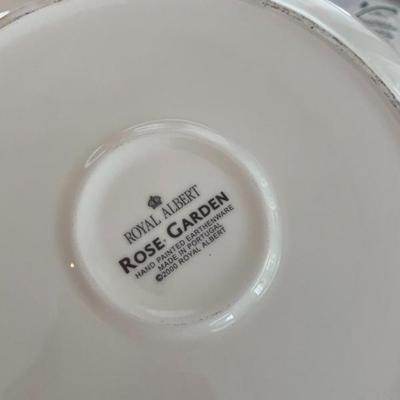 ROYAL ALBERT
ROSE GARDEN
HAND PAINTED EARTHENWARE
MADE IN PORTUGAL
©2000 ROYAL ALBERT